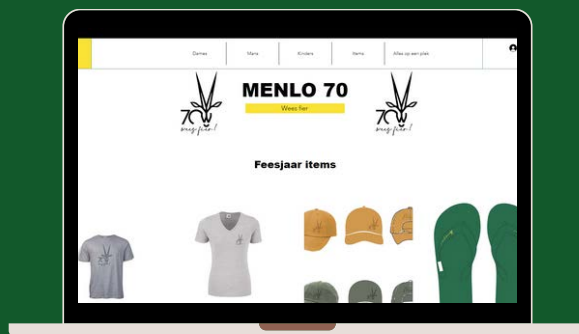 Dames
Mans
Kinders
Items
Alles op een plek
70
wees fier!
MENLO 70
Wees fier
70
wees fier!
Feesjaar items